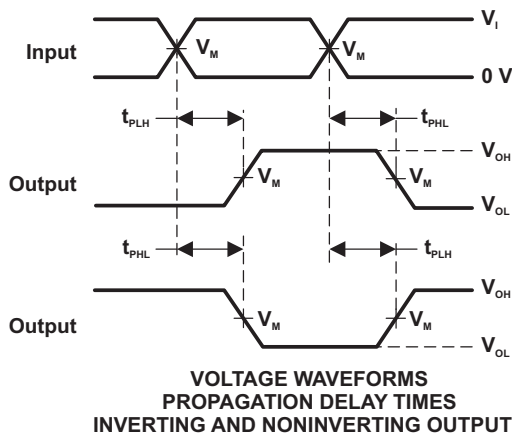 Input
V_M
V_M
V_I
0 V
t_PLH
t_PHL
Output
V_M
V_M
V_OH
V_OL
t_PHL
t_PLH
Output
V_M
V_M
V_OH
V_OL
VOLTAGE WAVEFORMS
PROPAGATION DELAY TIMES
INVERTING AND NONINVERTING OUTPUT